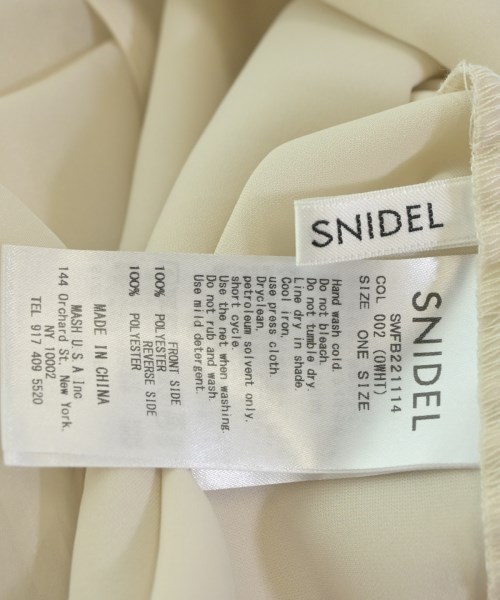 SNIDEL
SNIDEL
SWFB221114
COL 002 (OWHT)
SIZE ONE SIZE
Hand wash cold.
Do not bleach.
Do not tumble dry.
Line dry in shade.
Cool iron.
use press cloth
Dryclean.
petroleum solvent only.
short cycle.
Use the net when washing.
Do not rub and wash.
Use mild detergent.
FRONT SIDE
100% POLYESTER
REVERSE SIDE
100% POLYESTER
MADE IN CHINA
MASH U.S.A Inc
144 Orchard St, New York,
NY 10002
TEL 917 409 5520